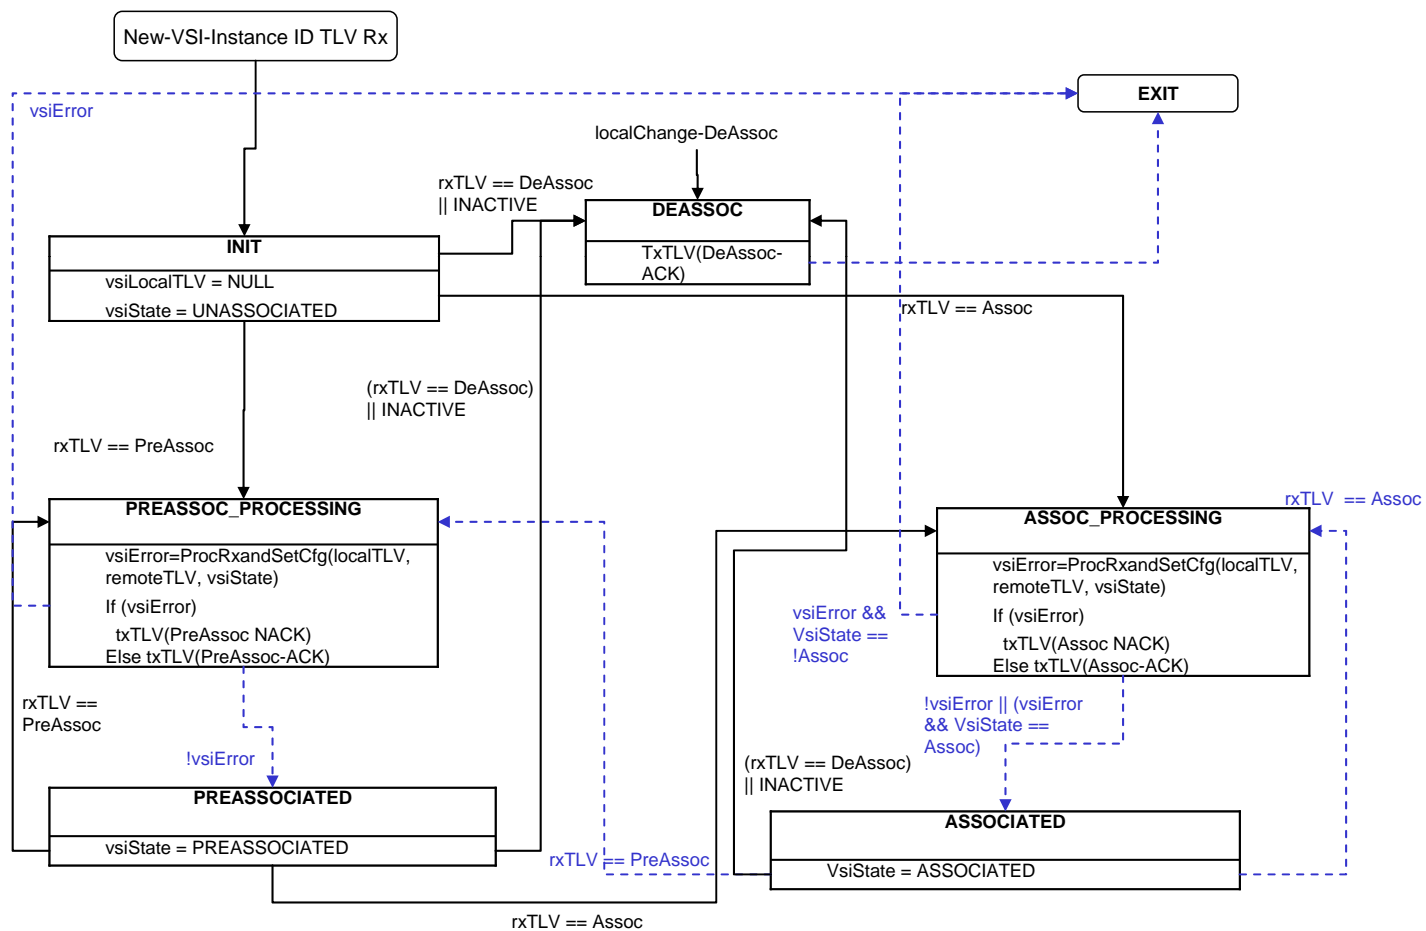 New-VSI-Instance ID TLV Rx
EXIT
vsiError
localChange-DeAssoc
rxTLV == DeAssoc
|| INACTIVE
DEASSOC
TxTLV(DeAssoc-
ACK)
INIT
vsiLocalTLV = NULL
vsiState = UNASSOCIATED
rxTLV == Assoc
(rxTLV == DeAssoc)
|| INACTIVE
rxTLV == PreAssoc
PREASSOC_PROCESSING
vsiError=ProcRxandSetCfg(localTLV,
remoteTLV, vsiState)
If (vsiError)
txTLV(PreAssoc NACK)
Else txTLV(PreAssoc-ACK)
rxTLV == Assoc
ASSOC_PROCESSING
vsiError=ProcRxandSetCfg(localTLV,
remoteTLV, vsiState)
If (vsiError)
txTLV(Assoc NACK)
Else txTLV(Assoc-ACK)
vsiError &&
VsiState ==
!Assoc
rxTLV ==
PreAssoc
!vsiError
!vsiError || (vsiError
&& VsiState ==
Assoc)
(rxTLV == DeAssoc)
|| INACTIVE
PREASSOCIATED
vsiState = PREASSOCIATED
ASSOCIATED
VsiState = ASSOCIATED
rxTLV == PreAssoc
rxTLV == Assoc